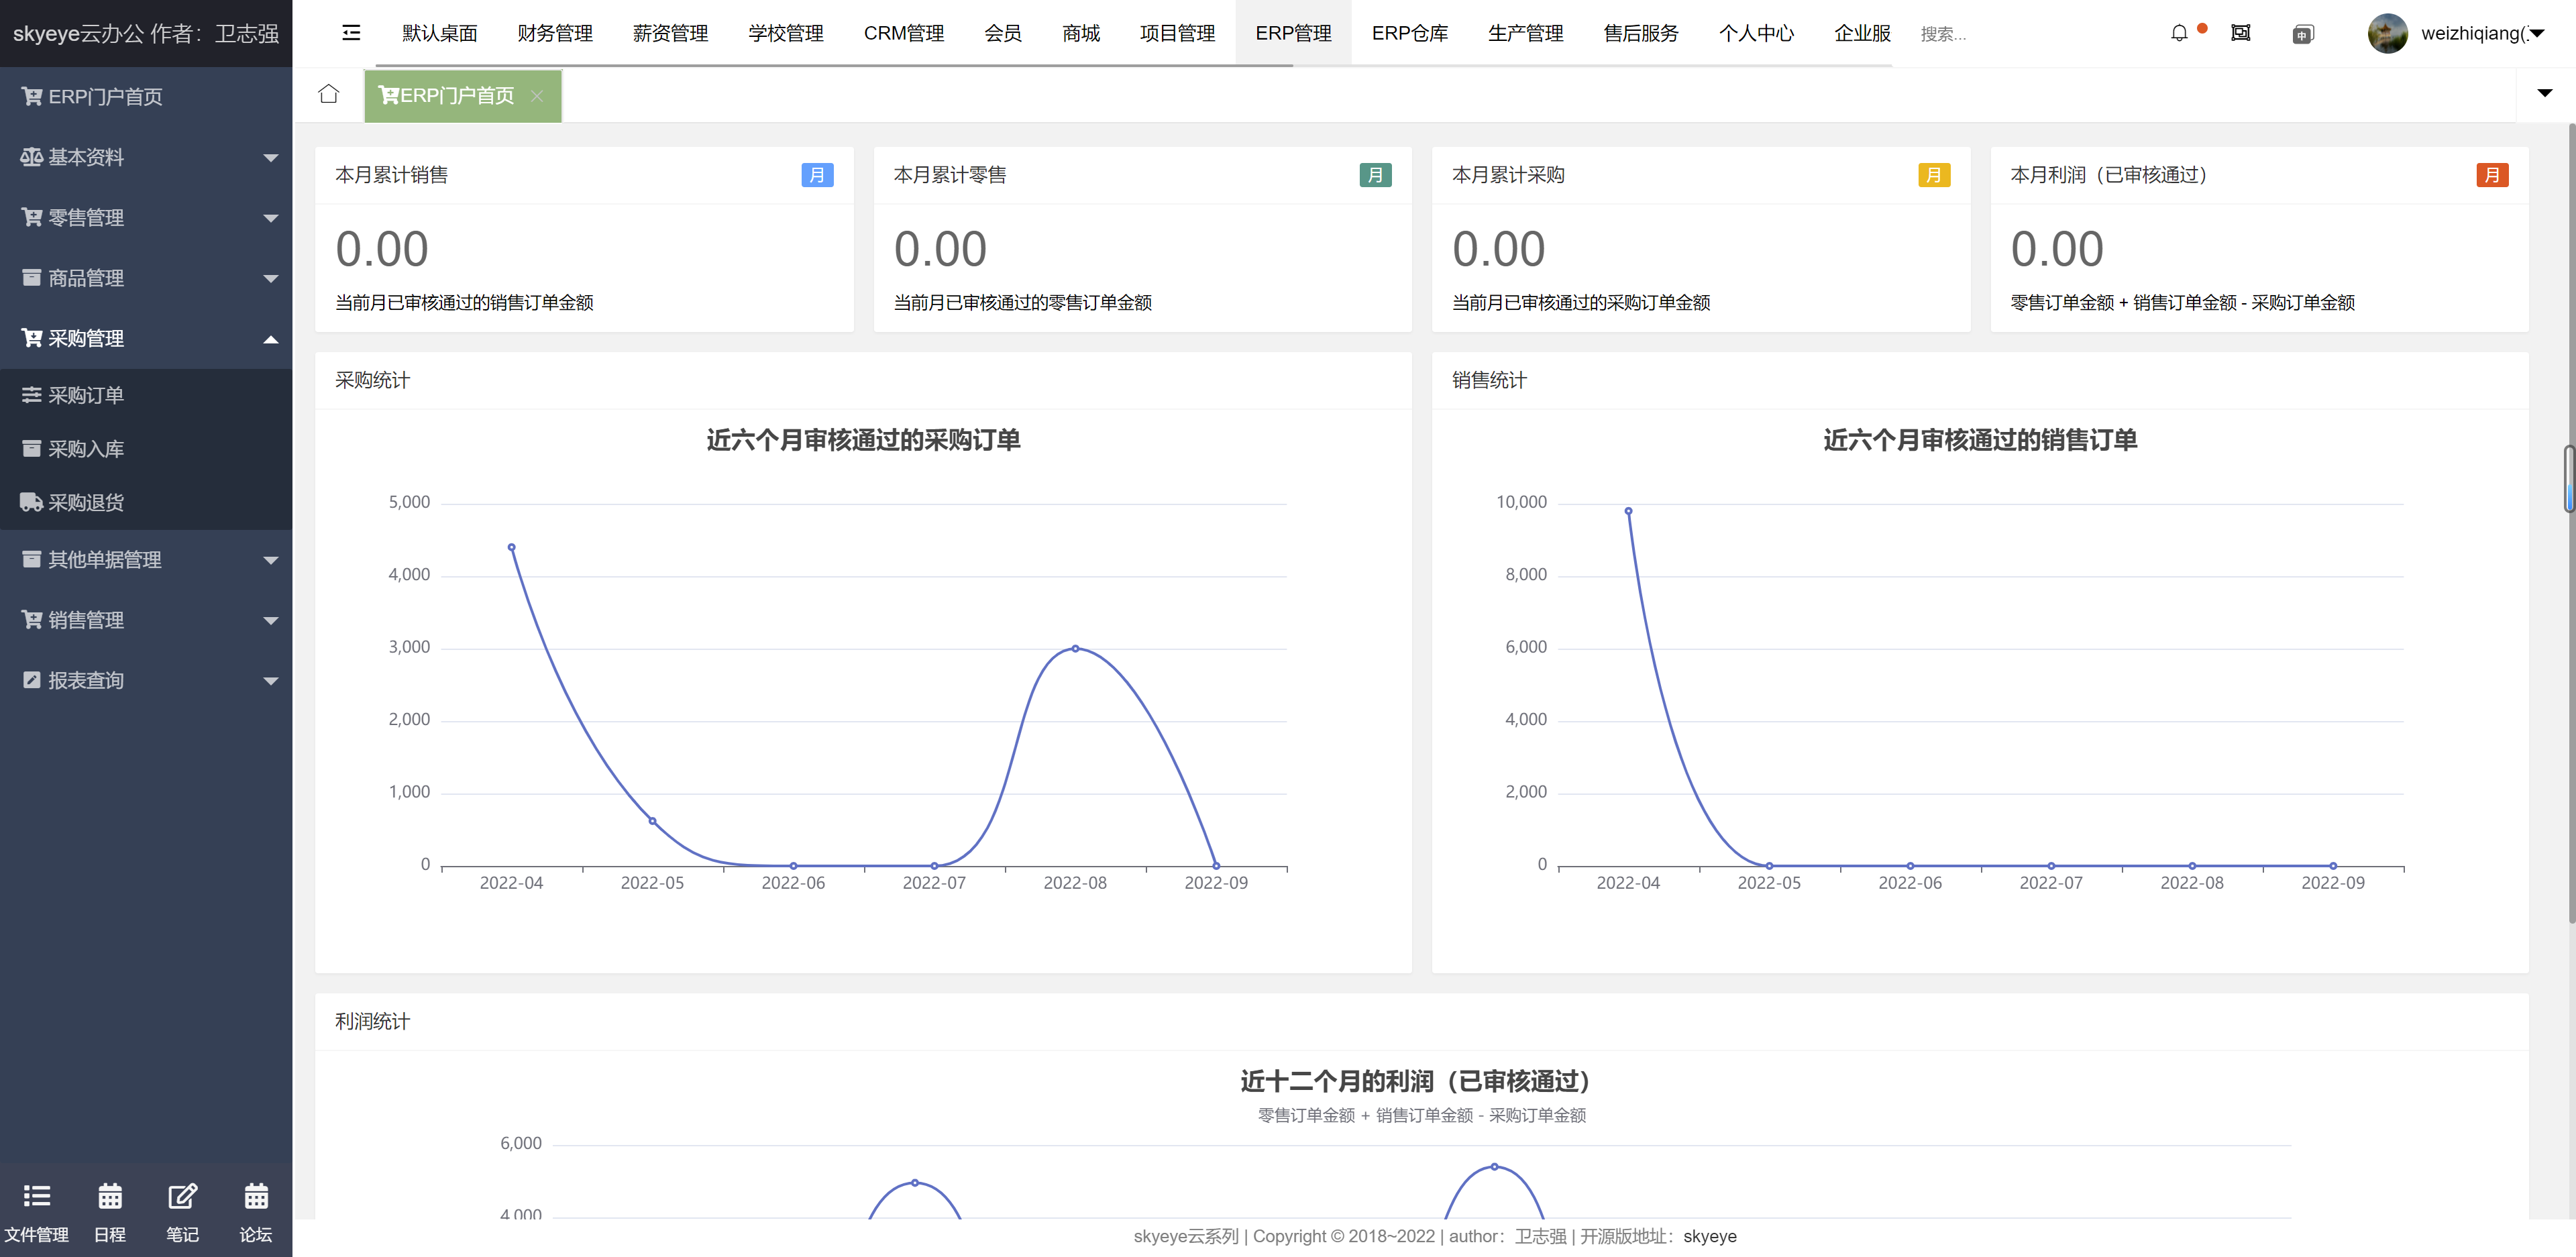 skyeye云办公 作者：卫志强
默认桌面 财务管理 薪资管理 学校管理 CRM管理 会员 商城 项目管理 ERP管理 ERP仓库 生产管理 售后服务 个人中心 企业服 搜索... 中 weizhiqiang(
ERP门户首页
基本资料
零售管理
商品管理
采购管理
采购订单
采购入库
采购退货
其他单据管理
销售管理
报表查询
文件管理 日程 笔记 论坛
ERP门户首页
本月累计销售 月
0.00
当前月已审核通过的销售订单金额
本月累计零售 月
0.00
当前月已审核通过的零售订单金额
本月累计采购 月
0.00
当前月已审核通过的采购订单金额
本月利润（已审核通过） 月
0.00
零售订单金额 + 销售订单金额 - 采购订单金额
采购统计
近六个月审核通过的采购订单
5,000
4,000
3,000
2,000
1,000
0
2022-04 2022-05 2022-06 2022-07 2022-08 2022-09
销售统计
近六个月审核通过的销售订单
10,000
8,000
6,000
4,000
2,000
0
2022-04 2022-05 2022-06 2022-07 2022-08 2022-09
利润统计
近十二个月的利润（已审核通过）
零售订单金额 + 销售订单金额 - 采购订单金额
6,000
4,000
skyeye云系列 | Copyright © 2018~2022 | author：卫志强 | 开源版地址：skyeye